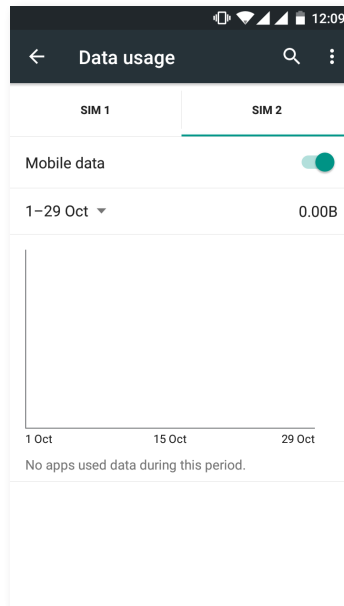 12:09
Data usage
SIM 1 SIM 2
Mobile data
1–29 Oct 0.00B
1 Oct 15 Oct 29 Oct
No apps used data during this period.